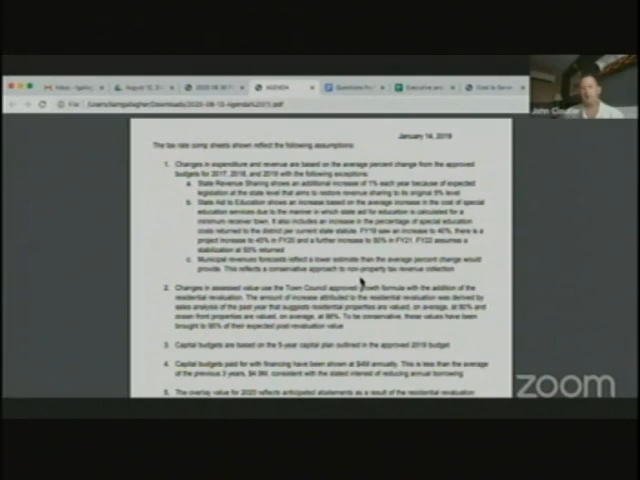 AGENDA
Questions for
File
January 14, 2019
The tax rate comp sheets shown reflect the following assumptions:
1. Changes in expenditure and revenue are based on the average percent change from the approved
budgets for 2017, 2018, and 2019 with the following exceptions:
a. State Revenue Sharing shows an additional increase of 1% each year because of expected
legislation at the state level that aims to restore revenue sharing to its original 5% level
b. State Aid to Education shows an increase based on the average increase in the cost of special
education services due to the manner in which state aid for education is calculated for a
minimum receiver town. It also includes an increase in the percentage of special education
costs returned to the district per current state statute. FY19 saw an increase to 40%, there is a
project increase to 45% in FY20 and a further increase to 50% in FY21. FY22 assumes a
stabilization at 50% returned
c. Municipal revenues forecasts reflect a lower estimate than the average percent change would
provide. This reflects a conservative approach to non-property tax revenue collection
2. Changes in assessed value use the Town Council approved growth formula with the addition of the
residential revaluation. The amount of increase attributed to the residential revaluation was derived by
sales analysis of the past year that suggests residential properties are valued, on average, at
ocean front properties are valued, on average, at To be conservative, these values have been
brought to of their expected post-revaluation value
3. Capital budgets are based on the 5-year capital plan outlined in the approved 2019 budget
4. Capital budgets paid for with financing have been shown at $4M annually. This is less than the average
of the previous 3 years, consistent with the stated interest of reducing annual borrowing
5. The overlay value for 2020 reflects anticipated abatements as a result of the residential revaluation
John
zoom